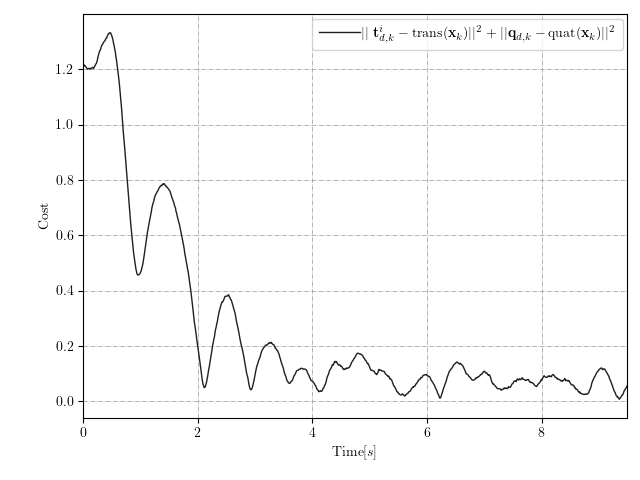 || t^i_{d,k} − trans(x_k)||² + ||q_{d,k} − quat(x_k)||²
1.2
1.0
0.8
0.6
0.4
0.2
0.0
Cost
0 2 4 6 8
Time[s]